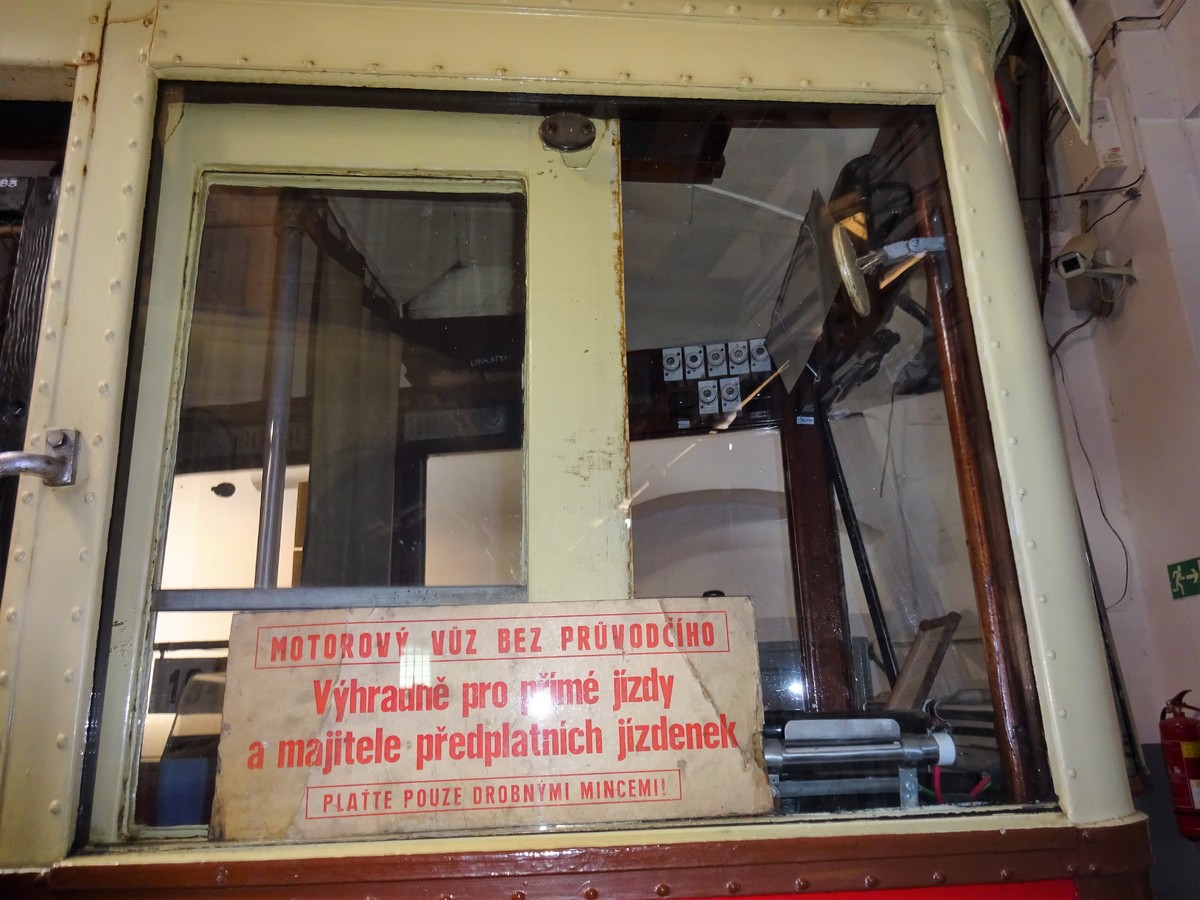 MOTOROVÝ VŮZ BEZ PRŮVODČÍHO
Výhradně pro přímé jízdy
a majitele předplatních jízdenek
PLAŤTE POUZE DROBNÝMI MINCEMI!